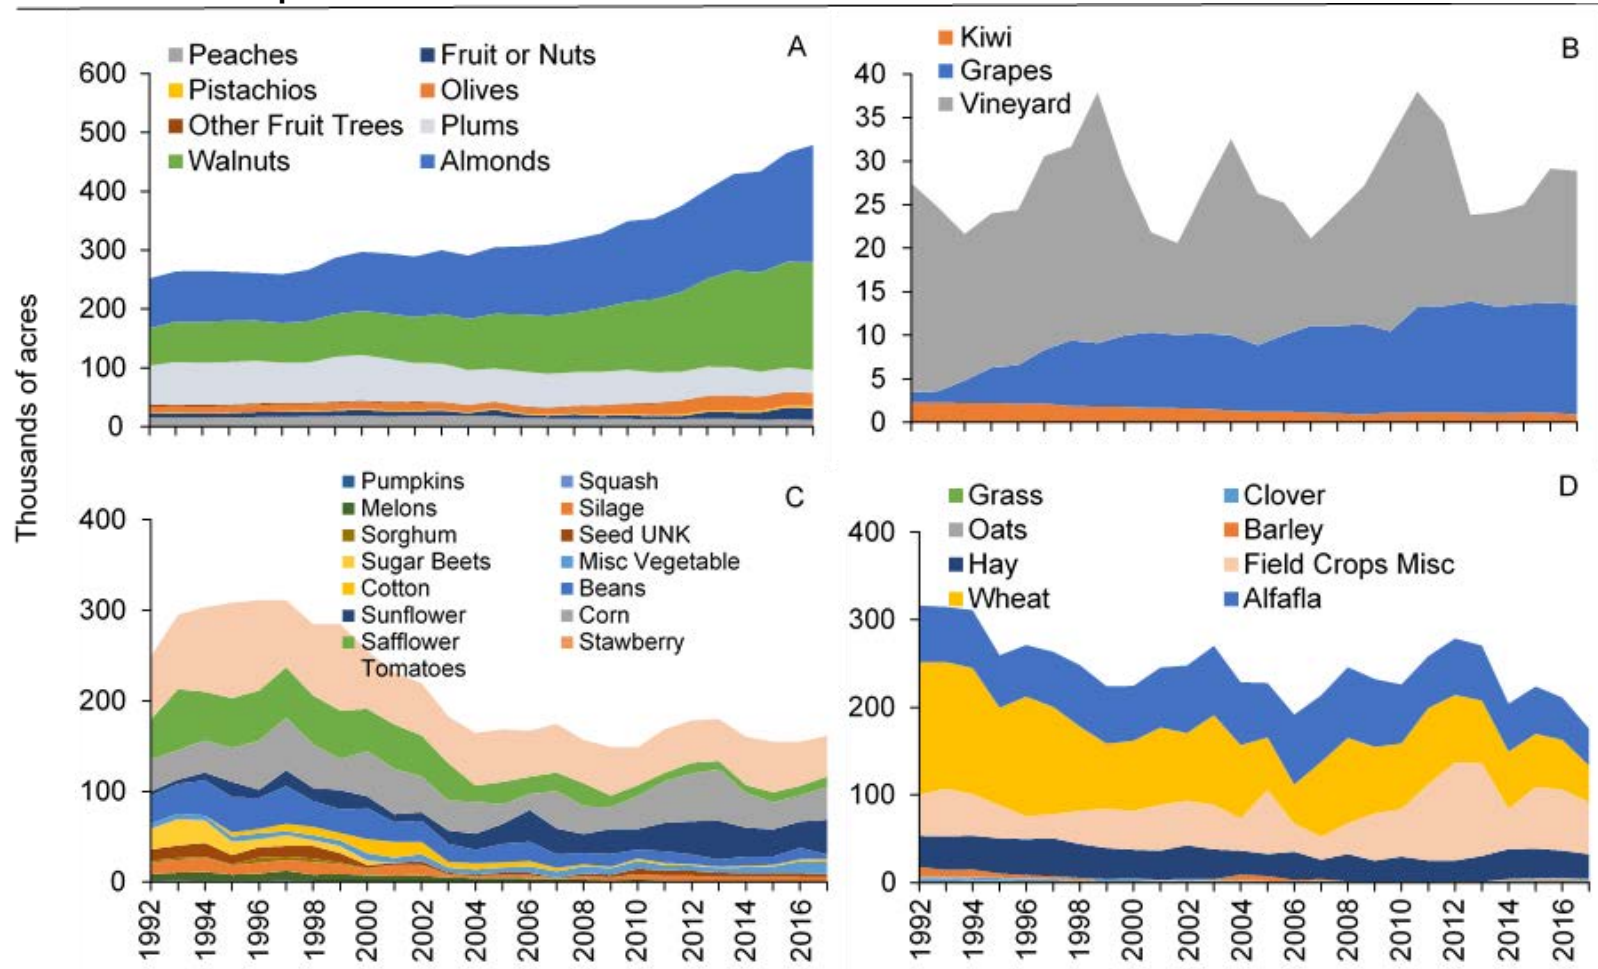 Thousands of acres
A
Peaches
Fruit or Nuts
Pistachios
Olives
Other Fruit Trees
Plums
Walnuts
Almonds
600
500
400
300
200
100
0
B
Kiwi
Grapes
Vineyard
40
35
30
25
20
15
10
5
0
C
Pumpkins
Squash
Melons
Silage
Sorghum
Seed UNK
Sugar Beets
Misc Vegetable
Cotton
Beans
Sunflower
Corn
Safflower
Stawberry
Tomatoes
400
300
200
100
0
1992
1994
1996
1998
2000
2002
2004
2006
2008
2010
2012
2014
2016
D
Grass
Clover
Oats
Barley
Hay
Field Crops Misc
Wheat
Alfafla
400
300
200
100
0
1992
1994
1996
1998
2000
2002
2004
2006
2008
2010
2012
2014
2016